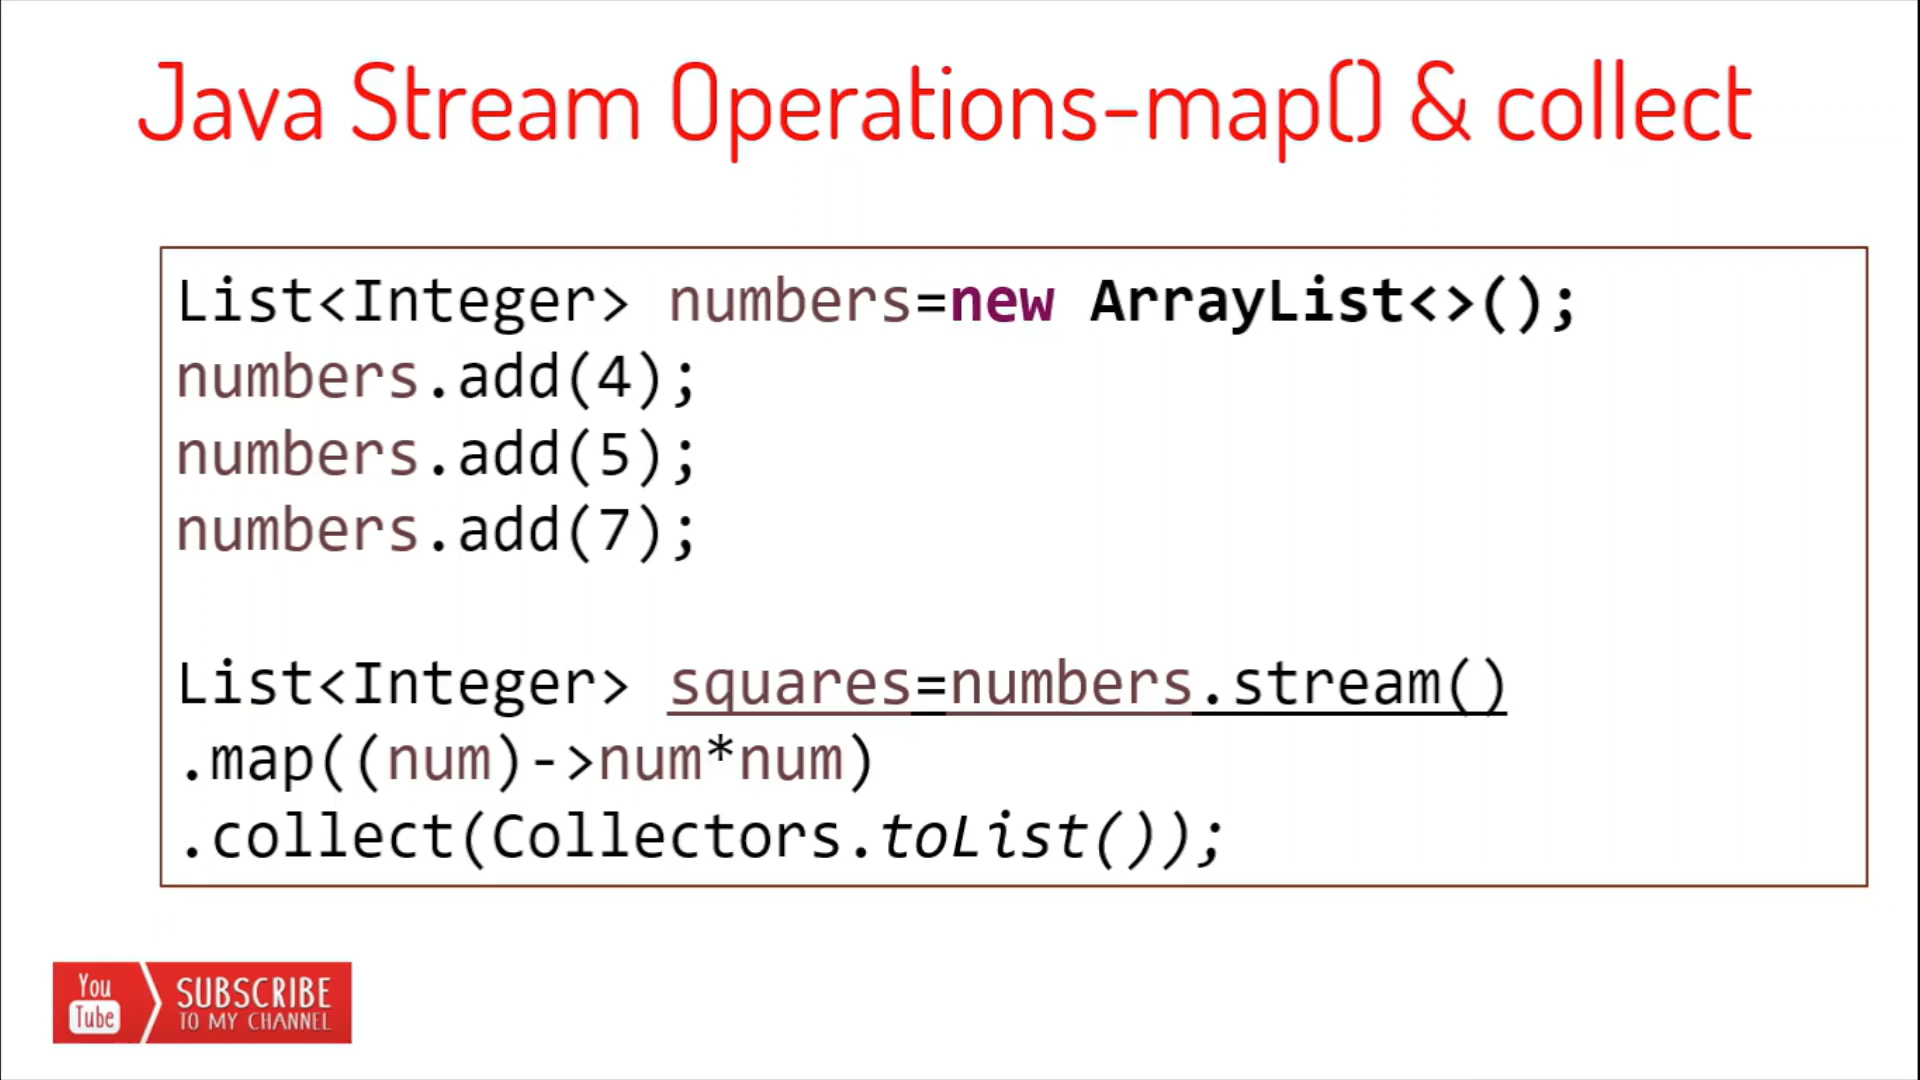 Java Stream Operations-map() & collect
List<Integer> numbers=new ArrayList<>();
numbers.add(4);
numbers.add(5);
numbers.add(7);
List<Integer> squares=numbers.stream()
.map((num)->num*num)
.collect(Collectors.toList());
You
Tube
SUBSCRIBE
TO MY CHANNEL